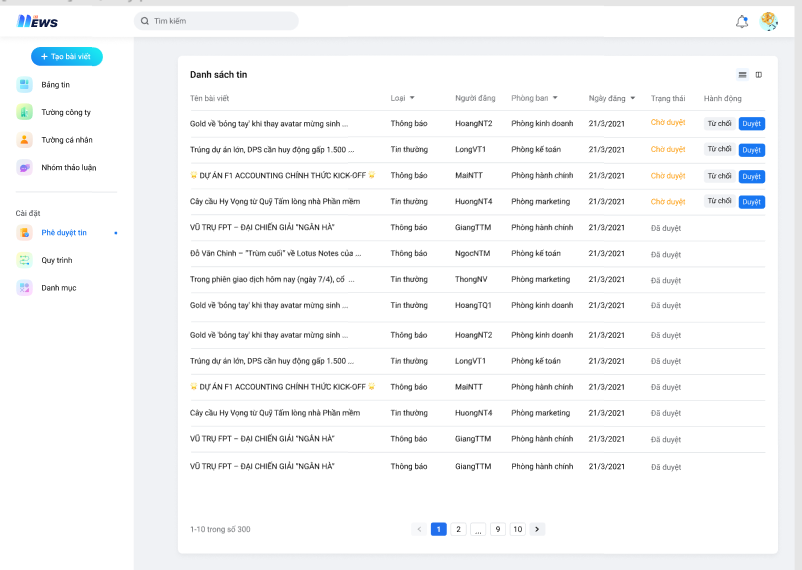 NEWS
Tìm kiếm
+ Tạo bài viết
Bảng tin
Tường công ty
Tường cá nhân
Nhóm thảo luận
Cài đặt
Phê duyệt tin
Quy trình
Danh mục
Danh sách tin
Tên bài viết Loại Người đăng Phòng ban Ngày đăng Trạng thái Hành động
Gold vẽ 'bỏng tay' khi thay avatar mừng sinh ... Thông báo HoangNT2 Phòng kinh doanh 21/3/2021 Chờ duyệt Từ chối Duyệt
Trúng dự án lớn, DPS cần huy động gấp 1.500 ... Tin thường LongVT1 Phòng kế toán 21/3/2021 Chờ duyệt Từ chối Duyệt
DỰ ÁN F1 ACCOUNTING CHÍNH THỨC KICK-OFF Thông báo MaiNTT Phòng hành chính 21/3/2021 Chờ duyệt Từ chối Duyệt
Cây cầu Hy Vọng từ Quỹ Tấm lòng nhà Phần mềm Tin thường HuongNT4 Phòng marketing 21/3/2021 Chờ duyệt Từ chối Duyệt
VŨ TRỤ FPT – ĐẠI CHIẾN GIẢI "NGÂN HÀ" Thông báo GiangTTM Phòng hành chính 21/3/2021 Đã duyệt
Đỗ Văn Chinh – "Trùm cuối" về Lotus Notes của ... Thông báo NgocNTM Phòng kế toán 21/3/2021 Đã duyệt
Trong phiên giao dịch hôm nay (ngày 7/4), cổ ... Tin thường ThongNV Phòng marketing 21/3/2021 Đã duyệt
Gold vẽ 'bỏng tay' khi thay avatar mừng sinh ... Tin thường HoangTQ1 Phòng kinh doanh 21/3/2021 Đã duyệt
Gold vẽ 'bỏng tay' khi thay avatar mừng sinh ... Thông báo HoangNT2 Phòng kinh doanh 21/3/2021 Đã duyệt
Trúng dự án lớn, DPS cần huy động gấp 1.500 ... Tin thường LongVT1 Phòng kế toán 21/3/2021 Đã duyệt
DỰ ÁN F1 ACCOUNTING CHÍNH THỨC KICK-OFF Thông báo MaiNTT Phòng hành chính 21/3/2021 Đã duyệt
Cây cầu Hy Vọng từ Quỹ Tấm lòng nhà Phần mềm Tin thường HuongNT4 Phòng marketing 21/3/2021 Đã duyệt
VŨ TRỤ FPT – ĐẠI CHIẾN GIẢI "NGÂN HÀ" Thông báo GiangTTM Phòng hành chính 21/3/2021 Đã duyệt
VŨ TRỤ FPT – ĐẠI CHIẾN GIẢI "NGÂN HÀ" Thông báo GiangTTM Phòng hành chính 21/3/2021 Đã duyệt
1-10 trong số 300 < 1 2 ... 9 10 >